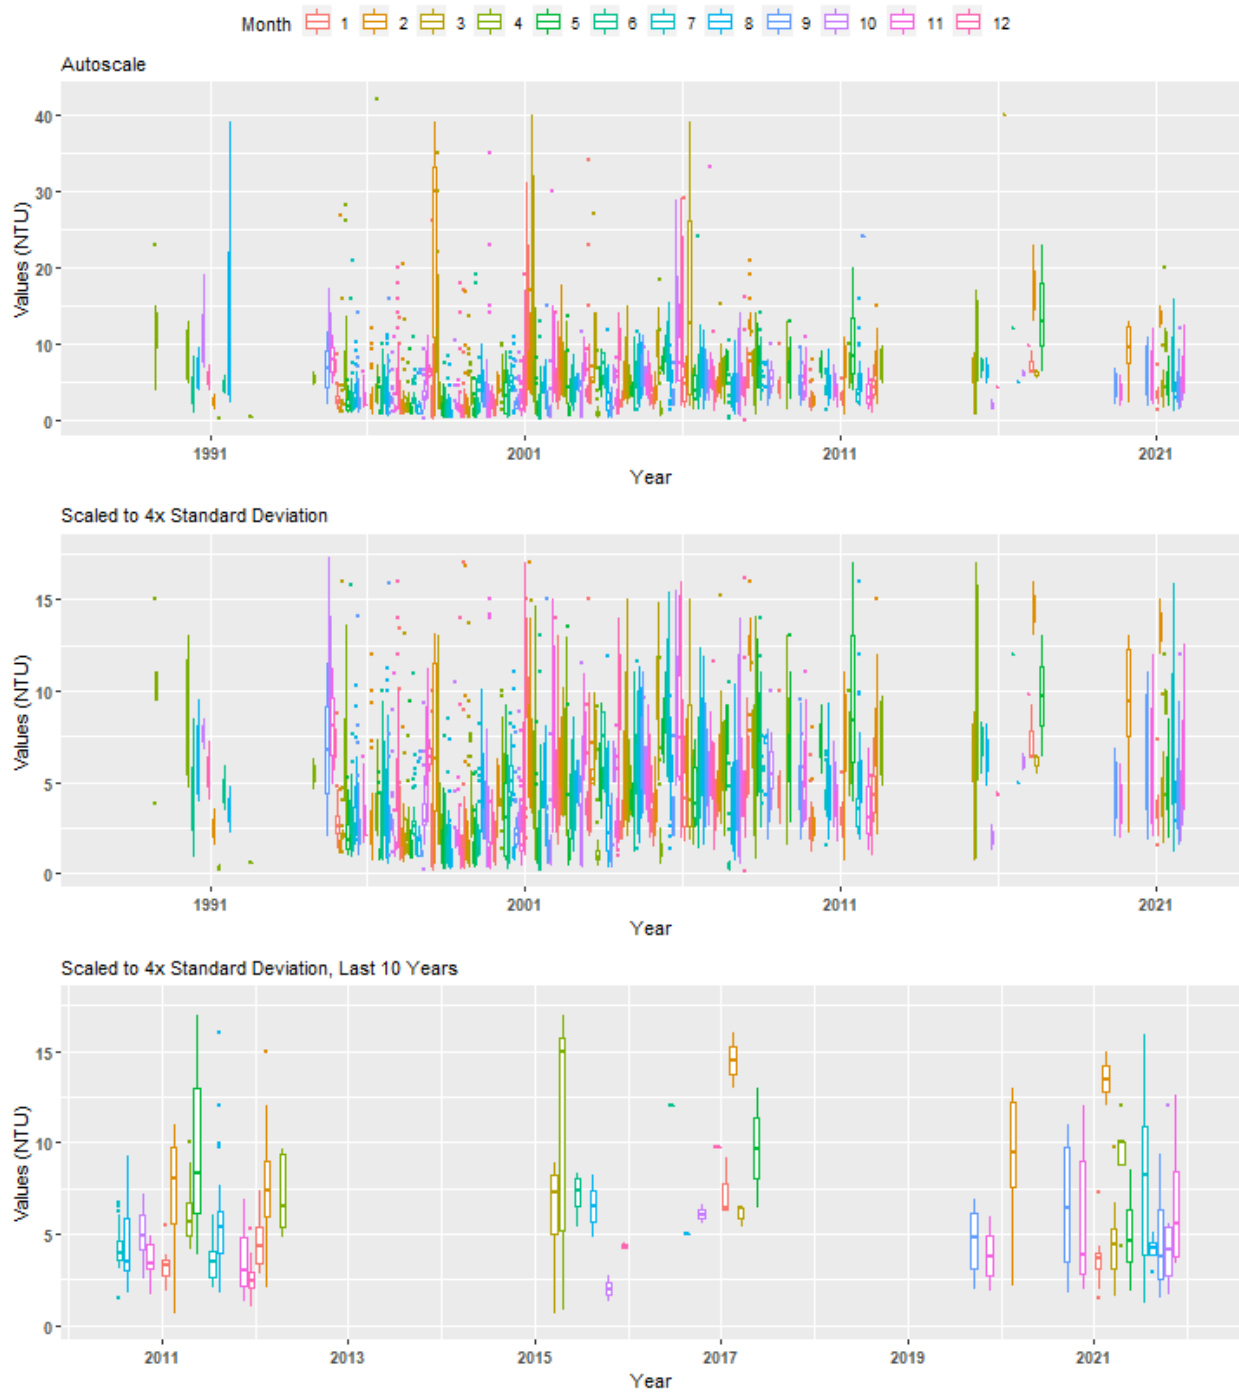 Month 1 2 3 4 5 6 7 8 9 10 11 12
Autoscale
Values (NTU)
40
30
20
10
0
1991 2001 2011 2021
Year
Scaled to 4x Standard Deviation
Values (NTU)
15
10
5
0
1991 2001 2011 2021
Year
Scaled to 4x Standard Deviation, Last 10 Years
Values (NTU)
15
10
5
0
2011 2013 2015 2017 2019 2021
Year